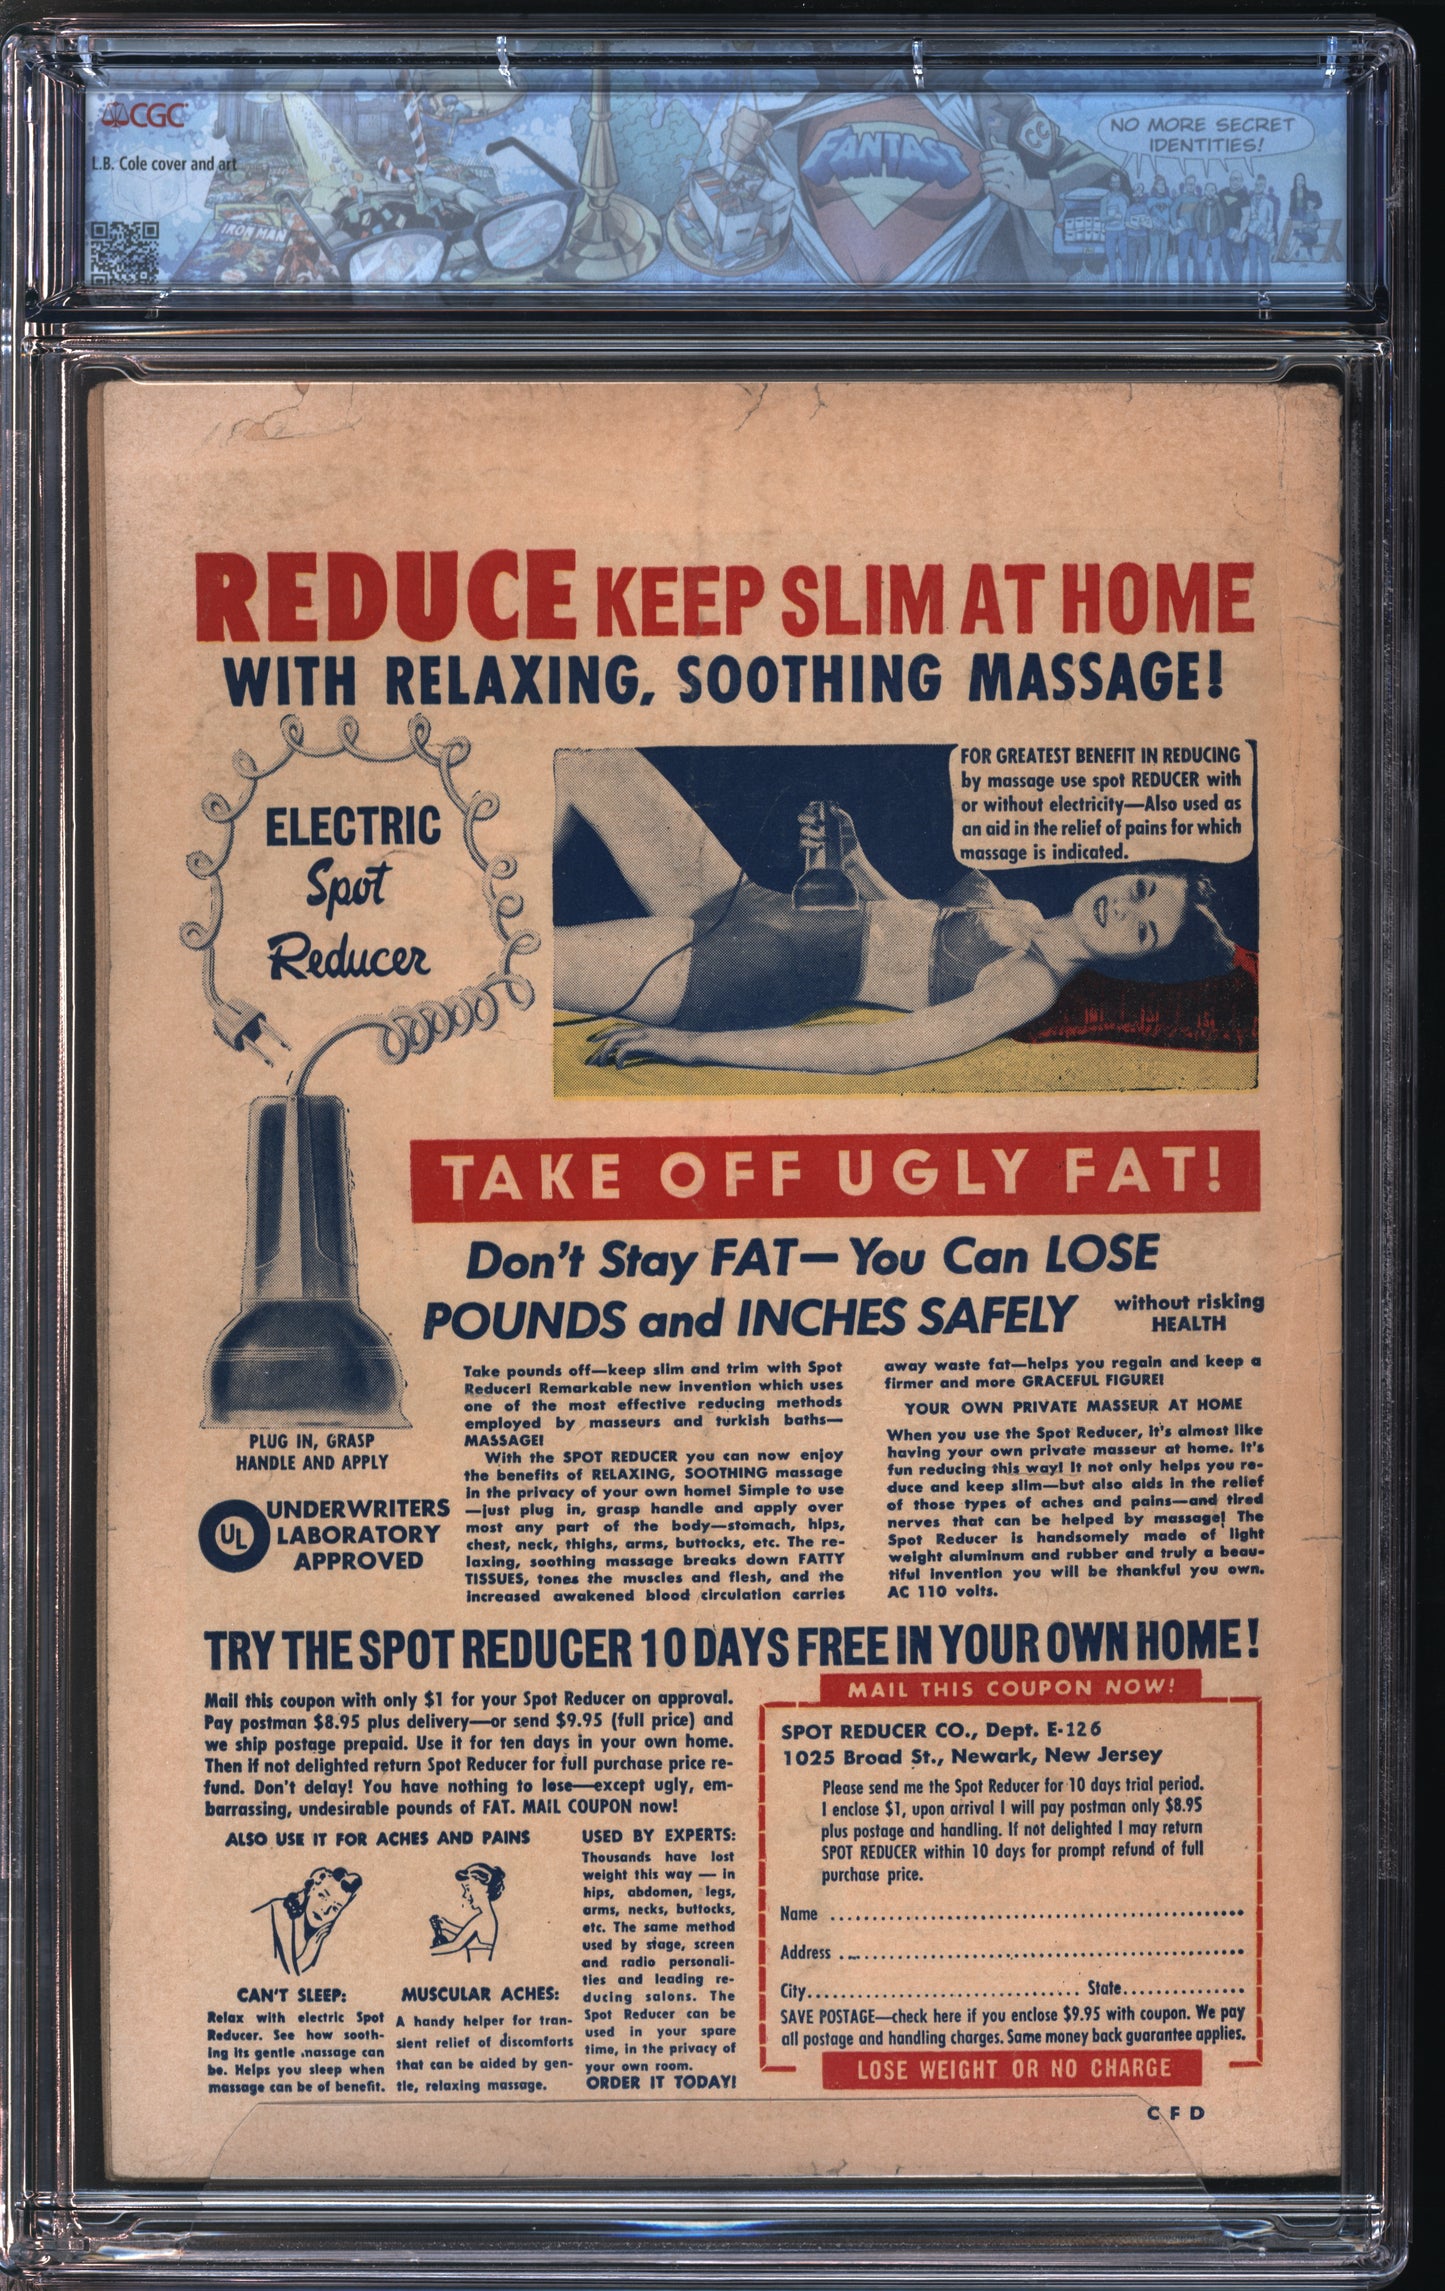 CGC
L.B. Cole cover and art
IRON MAN
FANTAST
CC
NO MORE SECRET
IDENTITIES!
REDUCE KEEP SLIM AT HOME
WITH RELAXING, SOOTHING MASSAGE!
ELECTRIC
Spot
Reducer
FOR GREATEST BENEFIT IN REDUCING
by massage use spot REDUCER with
or without electricity—Also used as
an aid in the relief of pains for which
massage is indicated.
TAKE OFF UGLY FAT!
Don't Stay FAT— You Can LOSE
POUNDS and INCHES SAFELY without risking
HEALTH
PLUG IN, GRASP
HANDLE AND APPLY
UL
UNDERWRITERS
LABORATORY
APPROVED
Take pounds off—keep slim and trim with Spot
Reducer! Remarkable new invention which uses
one of the most effective reducing methods
employed by masseurs and turkish baths—
MASSAGE!
With the SPOT REDUCER you can now enjoy
the benefits of RELAXING, SOOTHING massage
in the privacy of your own home! Simple to use
—just plug in, grasp handle and apply over
most any part of the body—stomach, hips,
chest, neck, thighs, arms, buttocks, etc. The re-
laxing, soothing massage breaks down FATTY
TISSUES, tones the muscles and flesh, and the
increased awakened blood circulation carries
away waste fat—helps you regain and keep a
firmer and more GRACEFUL FIGURE!
YOUR OWN PRIVATE MASSEUR AT HOME
When you use the Spot Reducer, it's almost like
having your own private masseur at home. It's
fun reducing this way! It not only helps you re-
duce and keep slim—but also aids in the relief
of those types of aches and pains—and tired
nerves that can be helped by massage! The
Spot Reducer is handsomely made of light
weight aluminum and rubber and truly a beau-
tiful invention you will be thankful you own.
AC 110 volts.
TRY THE SPOT REDUCER 10 DAYS FREE IN YOUR OWN HOME!
Mail this coupon with only $1 for your Spot Reducer on approval.
Pay postman $8.95 plus delivery—or send $9.95 (full price) and
we ship postage prepaid. Use it for ten days in your own home.
Then if not delighted return Spot Reducer for full purchase price re-
fund. Don't delay! You have nothing to lose—except ugly, em-
barrassing, undesirable pounds of FAT. MAIL COUPON now!
ALSO USE IT FOR ACHES AND PAINS
CAN'T SLEEP:
Relax with electric Spot
Reducer. See how sooth-
ing its gentle massage can
be. Helps you sleep when
massage can be of benefit.
MUSCULAR ACHES:
A handy helper for tran-
sient relief of discomforts
that can be aided by gen-
tle, relaxing massage.
USED BY EXPERTS:
Thousands have lost
weight this way — in
hips, abdomen, legs,
arms, necks, buttocks,
etc. The same method
used by stage, screen
and radio personali-
ties and leading re-
ducing salons. The
Spot Reducer can be
used in your spare
time, in the privacy of
your own room.
ORDER IT TODAY!
MAIL THIS COUPON NOW!
SPOT REDUCER CO., Dept. E-126
1025 Broad St., Newark, New Jersey
Please send me the Spot Reducer for 10 days trial period.
I enclose $1, upon arrival I will pay postman only $8.95
plus postage and handling. If not delighted I may return
SPOT REDUCER within 10 days for prompt refund of full
purchase price.
Name
Address
City State
SAVE POSTAGE—check here if you enclose $9.95 with coupon. We pay
all postage and handling charges. Same money back guarantee applies.
LOSE WEIGHT OR NO CHARGE
C F D